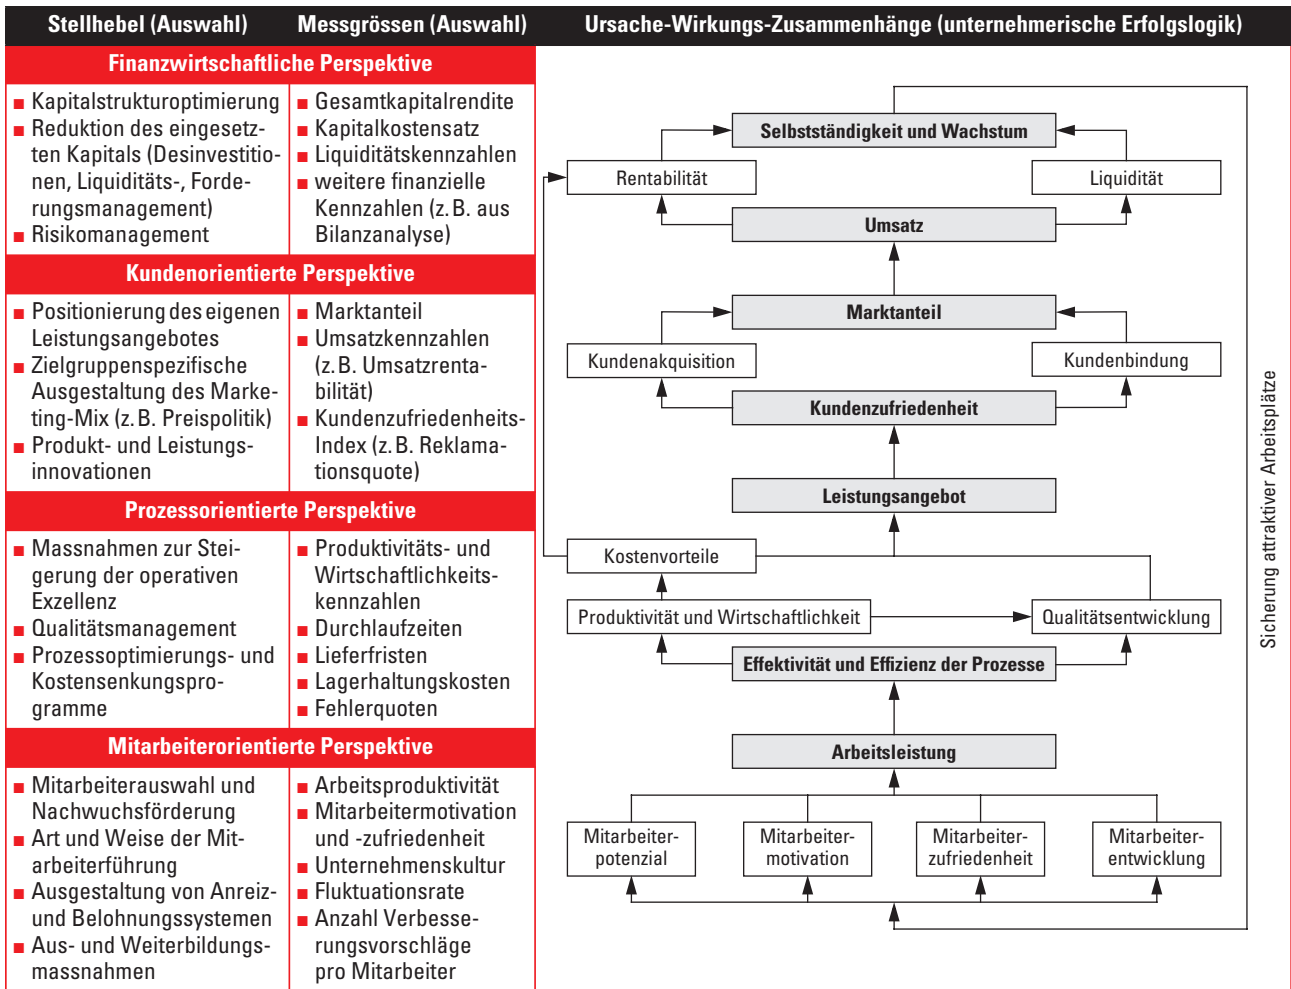 Stellhebel (Auswahl)
Messgrössen (Auswahl)
Ursache-Wirkungs-Zusammenhänge (unternehmerische Erfolgslogik)
Finanzwirtschaftliche Perspektive
■ Kapitalstrukturoptimierung
■ Reduktion des eingesetz-
ten Kapitals (Desinvestitio-
nen, Liquiditäts-, Forde-
rungsmanagement)
■ Risikomanagement
■ Gesamtkapitalrendite
■ Kapitalkostensatz
■ Liquiditätskennzahlen
■ weitere finanzielle
Kennzahlen (z.B. aus
Bilanzanalyse)
Kundenorientierte Perspektive
■ Positionierung des eigenen
Leistungsangebotes
■ Zielgruppenspezifische
Ausgestaltung des Marke-
ting-Mix (z.B. Preispolitik)
■ Produkt- und Leistungs-
innovationen
■ Marktanteil
■ Umsatzkennzahlen
(z.B. Umsatzrenta-
bilität)
■ Kundenzufriedenheits-
Index (z.B. Reklama-
tionsquote)
Prozessorientierte Perspektive
■ Massnahmen zur Stei-
gerung der operativen
Exzellenz
■ Qualitätsmanagement
■ Prozessoptimierungs- und
Kostensenkungspro-
gramme
■ Produktivitäts- und
Wirtschaftlichkeits-
kennzahlen
■ Durchlaufzeiten
■ Lieferfristen
■ Lagerhaltungskosten
■ Fehlerquoten
Mitarbeiterorientierte Perspektive
■ Mitarbeiterauswahl und
Nachwuchsförderung
■ Art und Weise der Mit-
arbeiterführung
■ Ausgestaltung von Anreiz-
und Belohnungssystemen
■ Aus- und Weiterbildungs-
massnahmen
■ Arbeitsproduktivität
■ Mitarbeitermotivation
und -zufriedenheit
■ Unternehmenskultur
■ Fluktuationsrate
■ Anzahl Verbesse-
rungsvorschläge
pro Mitarbeiter
Selbstständigkeit und Wachstum
Rentabilität
Liquidität
Umsatz
Marktanteil
Kundenakquisition
Kundenbindung
Kundenzufriedenheit
Leistungsangebot
Kostenvorteile
Produktivität und Wirtschaftlichkeit
Qualitätsentwicklung
Effektivität und Effizienz der Prozesse
Arbeitsleistung
Mitarbeiter-
potenzial
Mitarbeiter-
motivation
Mitarbeiter-
zufriedenheit
Mitarbeiter-
entwicklung
Sicherung attraktiver Arbeitsplätze